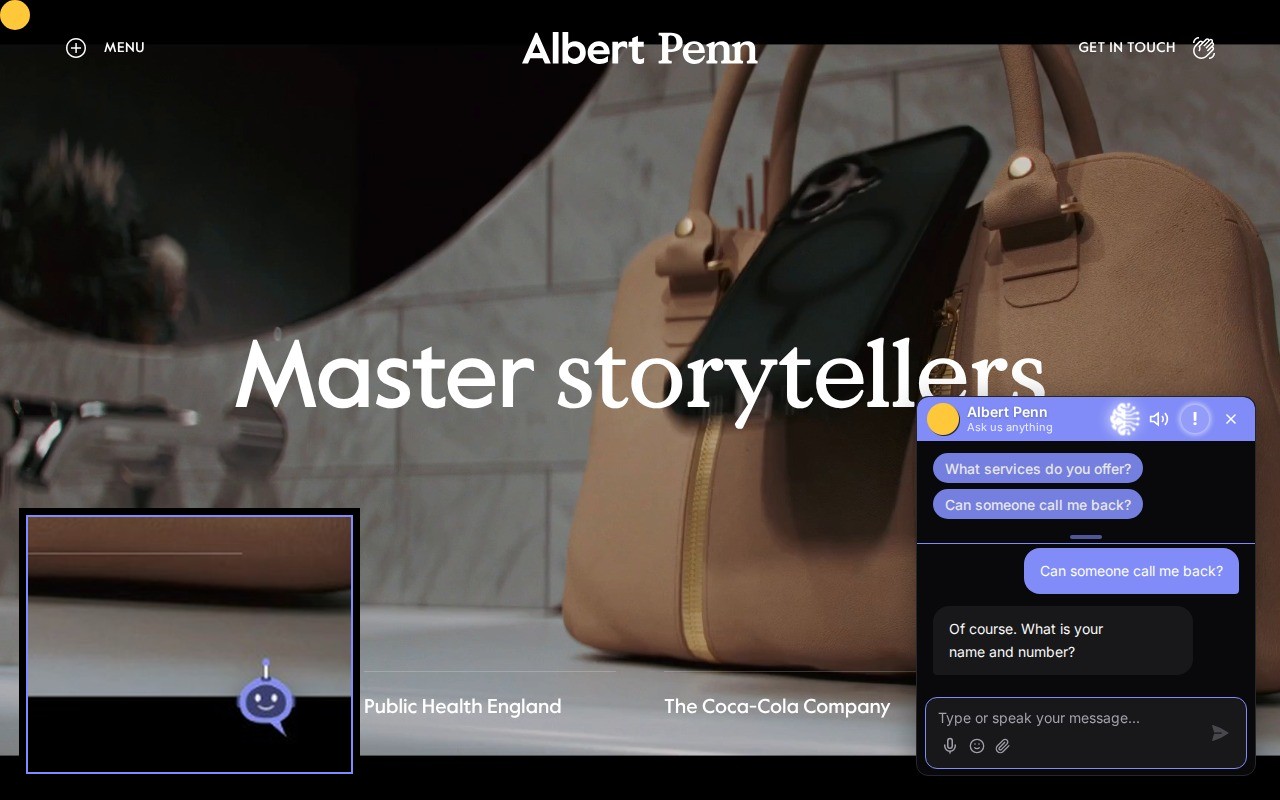 MENU
Albert Penn
GET IN TOUCH
Master storytellers
Public Health England
The Coca-Cola Company
Albert Penn
Ask us anything
What services do you offer?
Can someone call me back?
Can someone call me back?
Of course. What is your
name and number?
Type or speak your message...